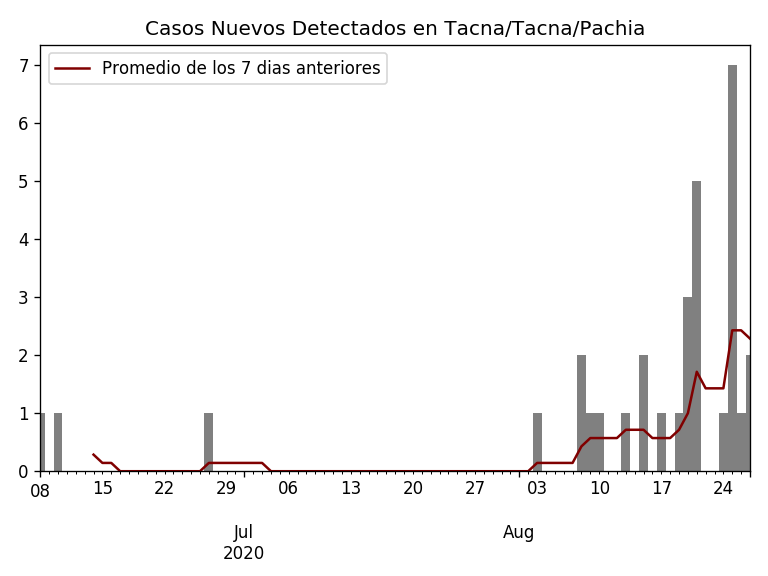 Casos Nuevos Detectados en Tacna/Tacna/Pachia
Promedio de los 7 dias anteriores
7
6
5
4
3
2
1
0
08 15 22 29 06 13 20 27 03 10 17 24
Jul Aug
2020